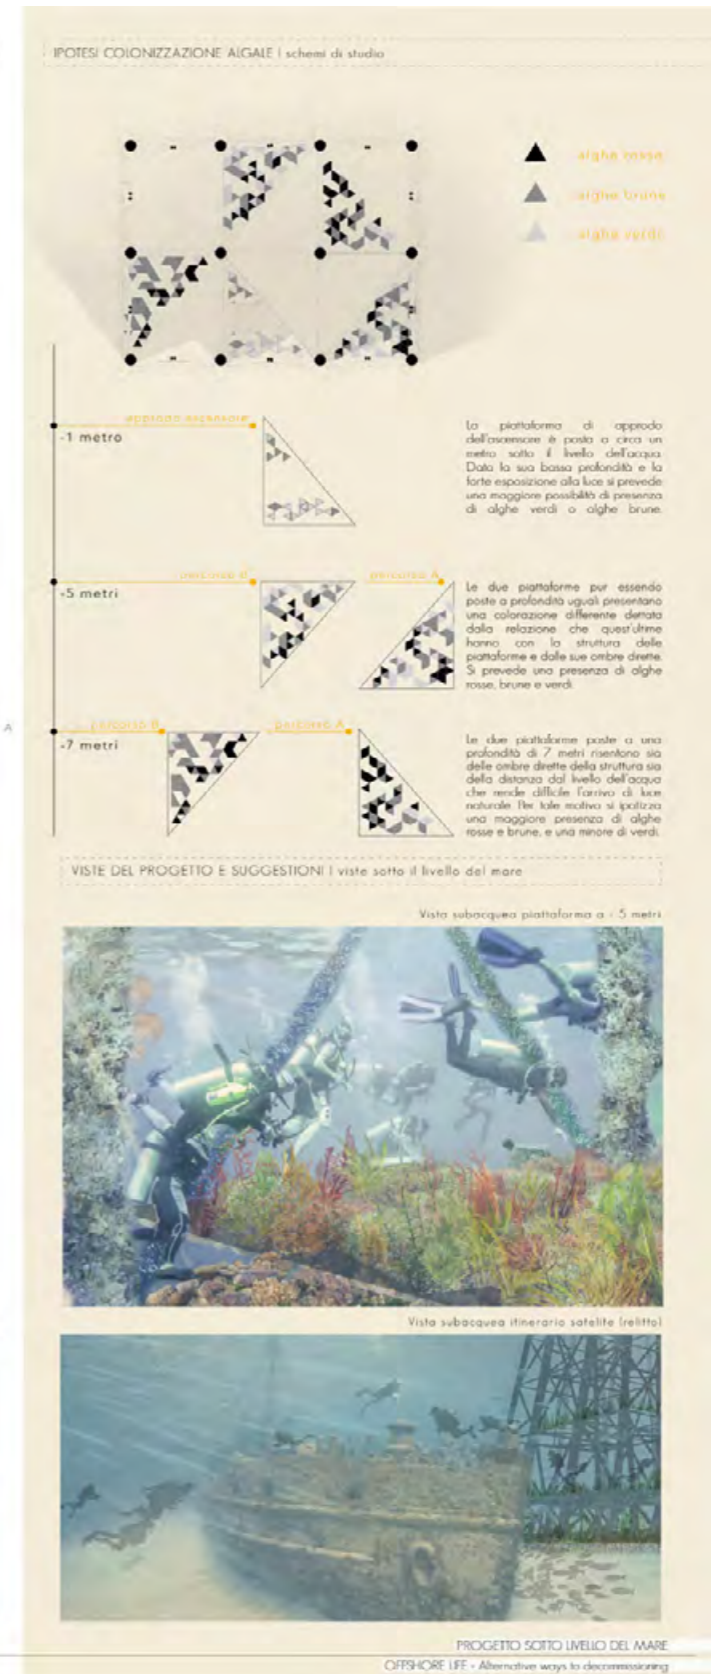 IPOTESI COLONIZZAZIONE ALGALE | schemi di studio
alghe rosse
alghe brune
alghe verdi
approdo ascensore
-1 metro
La piattaforma di approdo
dell'ascensore è posta a circa un
metro sotto il livello dell'acqua.
Data la sua bassa profondità e la
forte esposizione alla luce si prevede
una maggiore possibilità di presenza
di alghe verdi o alghe brune.
percorso B
percorso A
-5 metri
Le due piattaforme pur essendo
poste a profondità uguali presentano
una colorazione differente dettata
dalla relazione che quest'ultime
hanno con la struttura delle
piattaforme e dalle sue ombre dirette.
Si prevede una presenza di alghe
rosse, brune e verdi.
A
percorso B
percorso A
-7 metri
Le due piattaforme poste a una
profondità di 7 metri risentono sia
delle ombre dirette della struttura sia
della distanza dal livello dell'acqua
che rende difficile l'arrivo di luce
naturale. Per tale motivo si ipotizza
una maggiore presenza di alghe
rosse e brune, e una minore di verdi.
VISTE DEL PROGETTO E SUGGESTIONI | viste sotto il livello del mare
Vista subacquea piattaforma a - 5 metri
Vista subacquea itinerario satelite (relitto)
PROGETTO SOTTO LIVELLO DEL MARE
OFFSHORE LIFE - Alternative ways to decommissioning